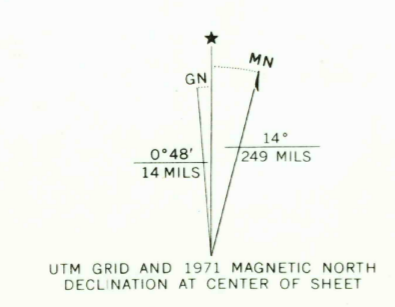 ★
MN
GN
14°
249 MILS
0°48'
14 MILS
UTM GRID AND 1971 MAGNETIC NORTH
DECLINATION AT CENTER OF SHEET